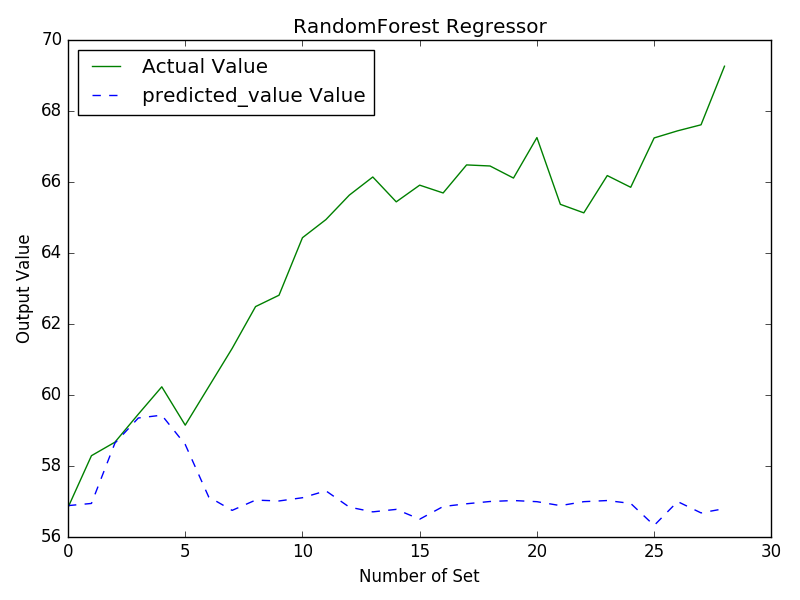 RandomForest Regressor
Actual Value
predicted_value Value
Output Value
70
68
66
64
62
60
58
56
0 5 10 15 20 25 30
Number of Set